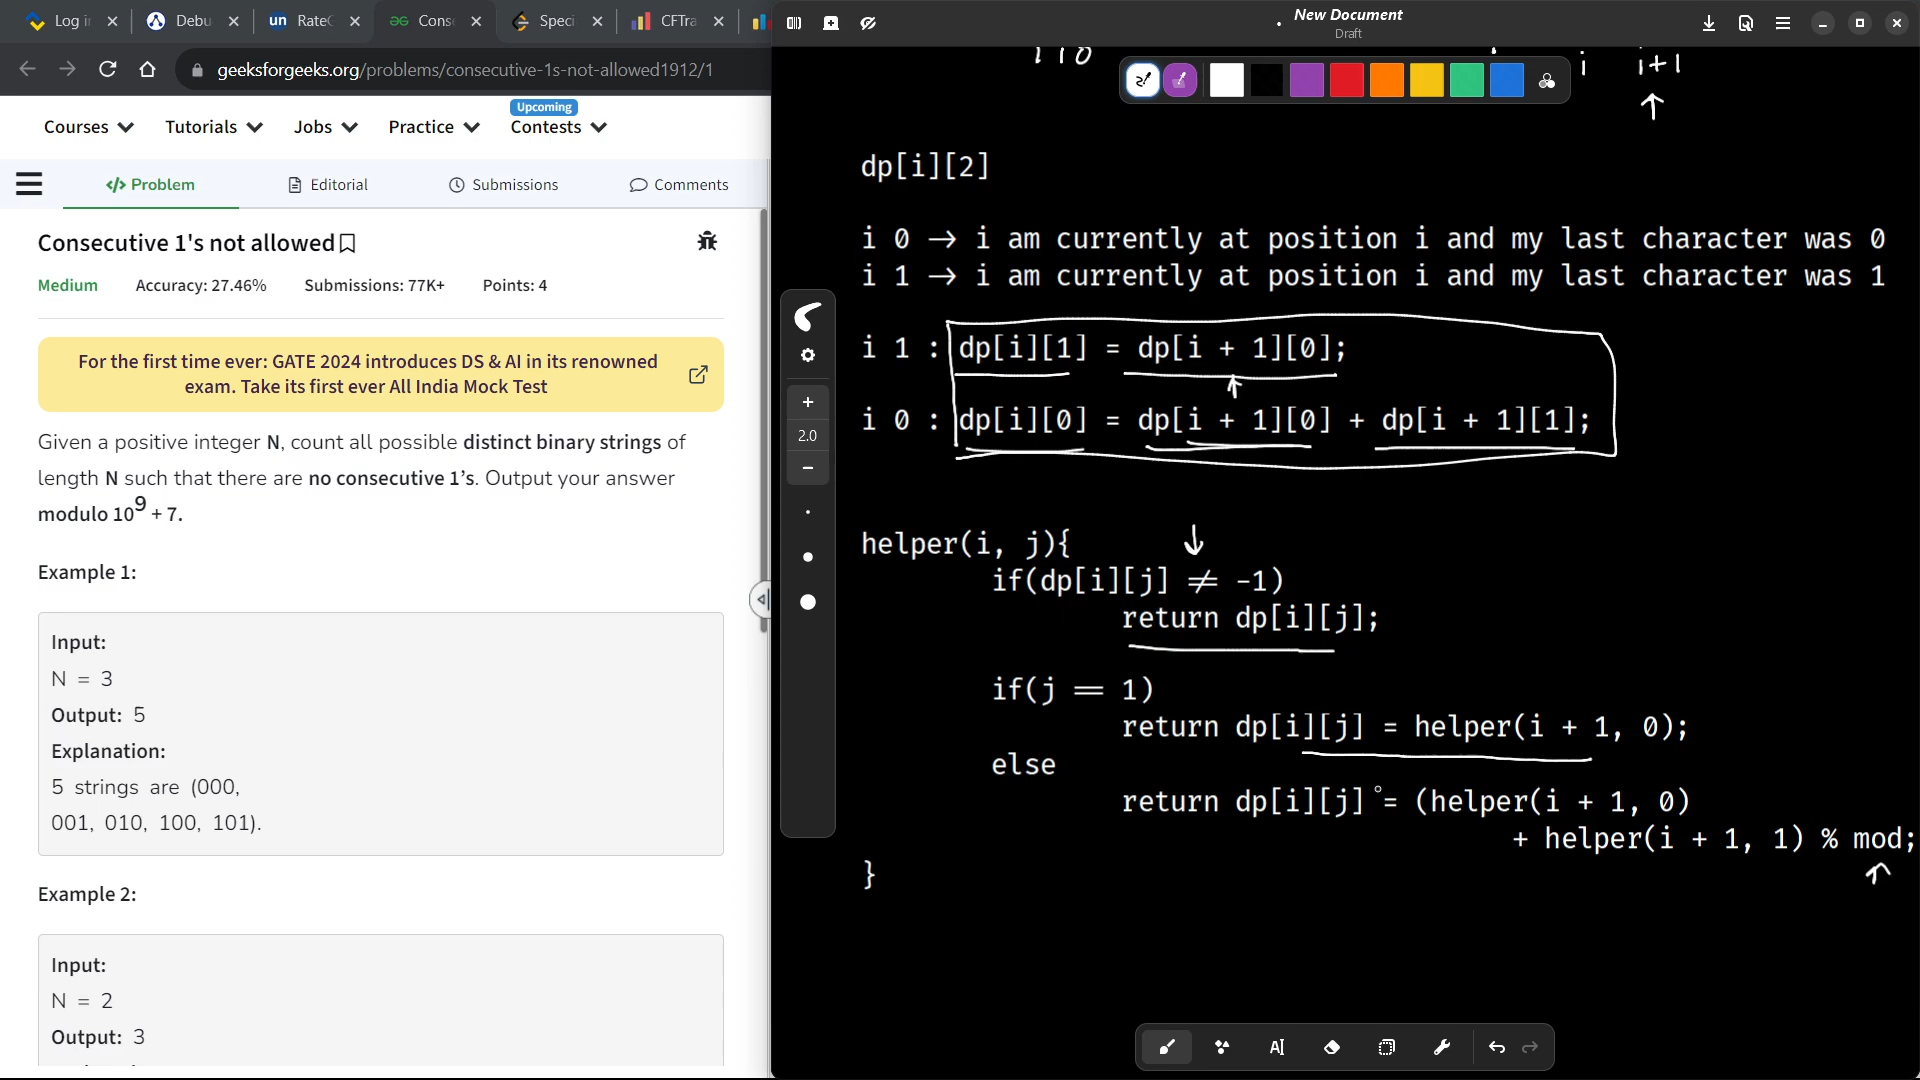 Log i
Debu
un RateC
Cons
Speci
CFTra
geeksforgeeks.org/problems/consecutive-1s-not-allowed1912/1
Upcoming
Courses Tutorials Jobs Practice Contests
Problem Editorial Submissions Comments
Consecutive 1's not allowed
Medium Accuracy: 27.46% Submissions: 77K+ Points: 4
For the first time ever: GATE 2024 introduces DS & AI in its renowned
exam. Take its first ever All India Mock Test
Given a positive integer N, count all possible distinct binary strings of
length N such that there are no consecutive 1’s. Output your answer
modulo 10⁹ + 7.
Example 1:
Input:
N = 3
Output: 5
Explanation:
5 strings are (000,
001, 010, 100, 101).
Example 2:
Input:
N = 2
Output: 3
New Document
Draft
i i+1
dp[i][2]
i 0 → i am currently at position i and my last character was 0
i 1 → i am currently at position i and my last character was 1
i 1 : dp[i][1] = dp[i + 1][0];
i 0 : dp[i][0] = dp[i + 1][0] + dp[i + 1][1];
helper(i, j){
if(dp[i][j] ≠ -1)
return dp[i][j];
if(j == 1)
return dp[i][j] = helper(i + 1, 0);
else
return dp[i][j] = (helper(i + 1, 0)
+ helper(i + 1, 1) % mod;
}
+
2.0
−
AI